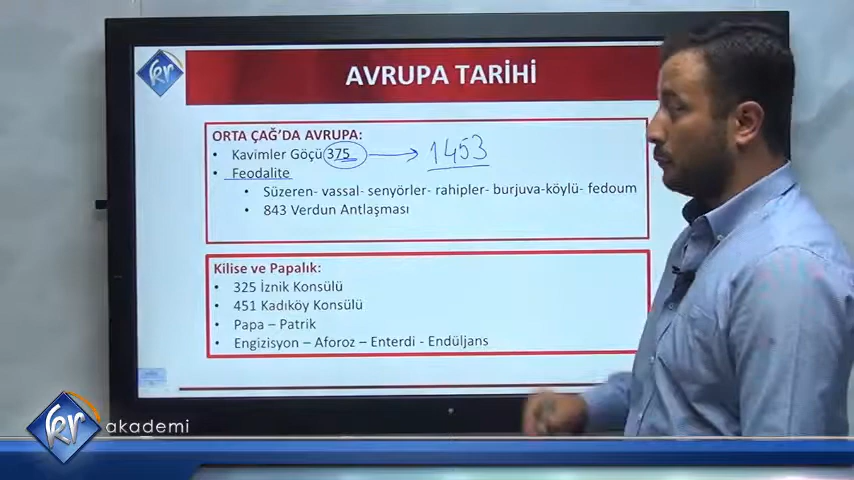 KR
AVRUPA TARİHİ
ORTA ÇAĞ'DA AVRUPA:
• Kavimler Göçü 375 → 1453
• Feodalite
• Süzeren- vassal- senyörler- rahipler- burjuva-köylü- fedoum
• 843 Verdun Antlaşması
Kilise ve Papalık:
• 325 İznik Konsülü
• 451 Kadıköy Konsülü
• Papa – Patrik
• Engizisyon – Aforoz – Enterdi - Endüljans
KR akademi